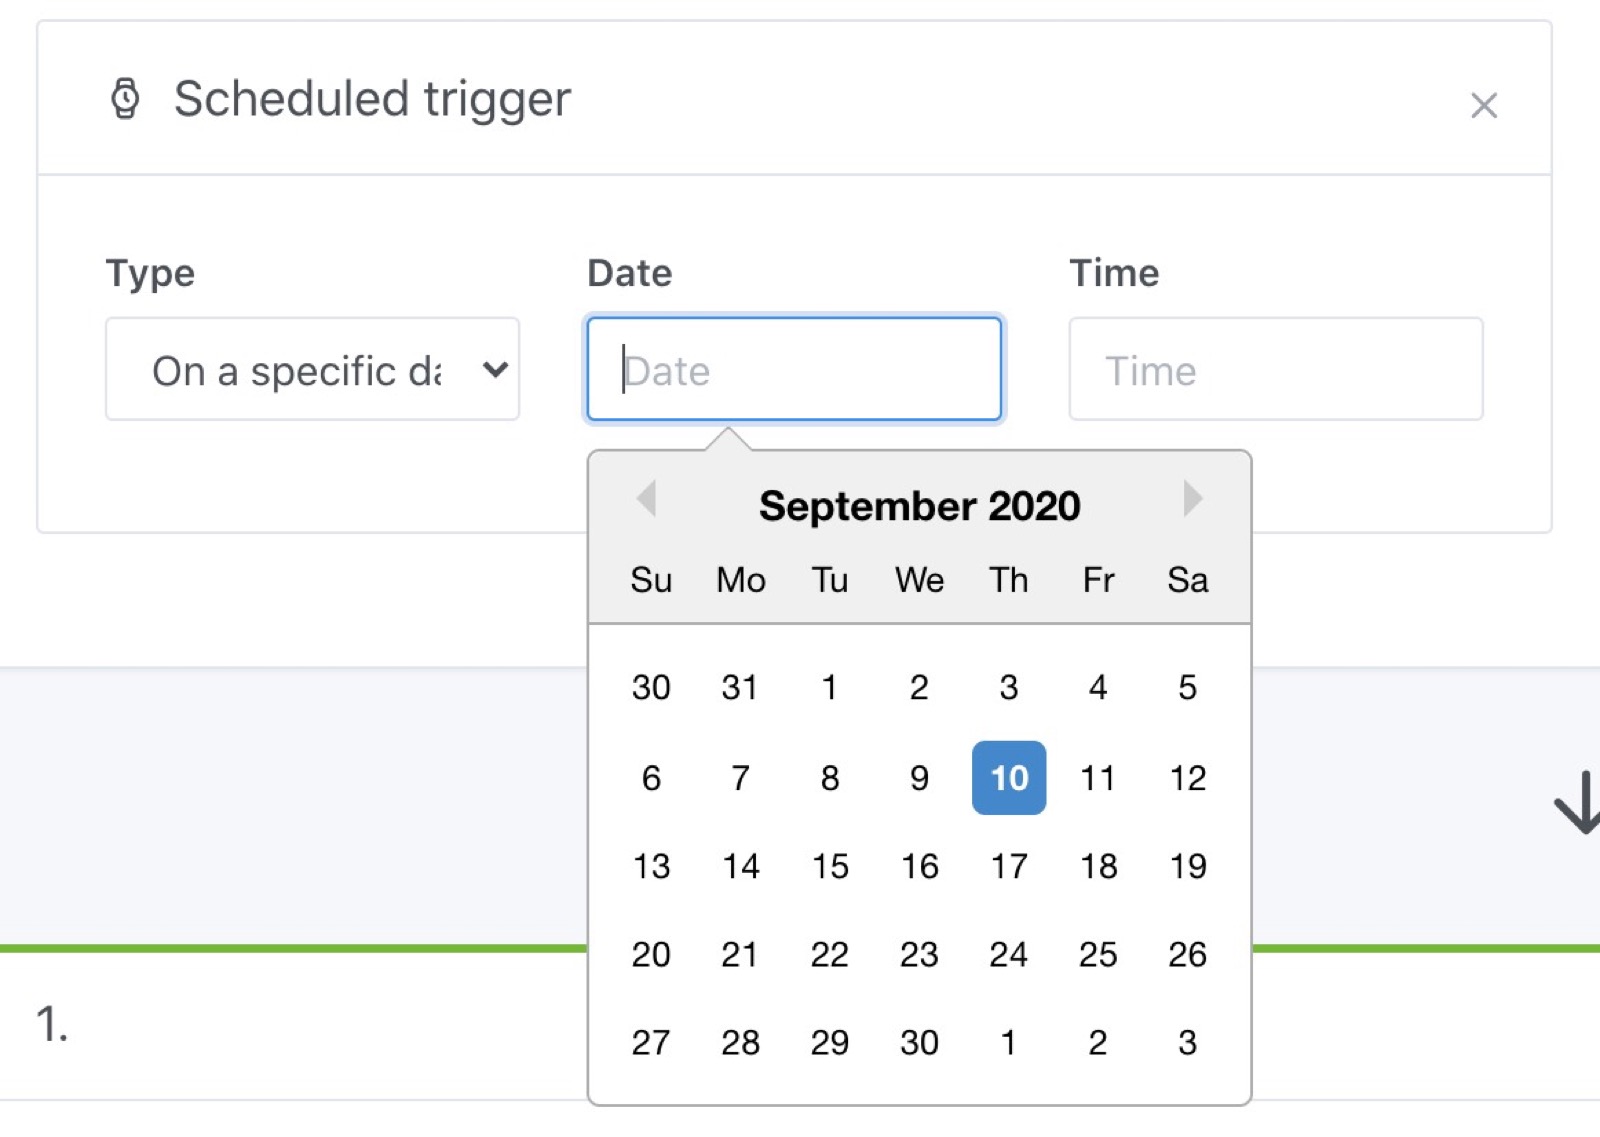 Scheduled trigger
Type Date Time
On a specific da Date Time
September 2020
Su Mo Tu We Th Fr Sa
30 31 1 2 3 4 5
6 7 8 9 10 11 12
13 14 15 16 17 18 19
20 21 22 23 24 25 26
1.
27 28 29 30 1 2 3